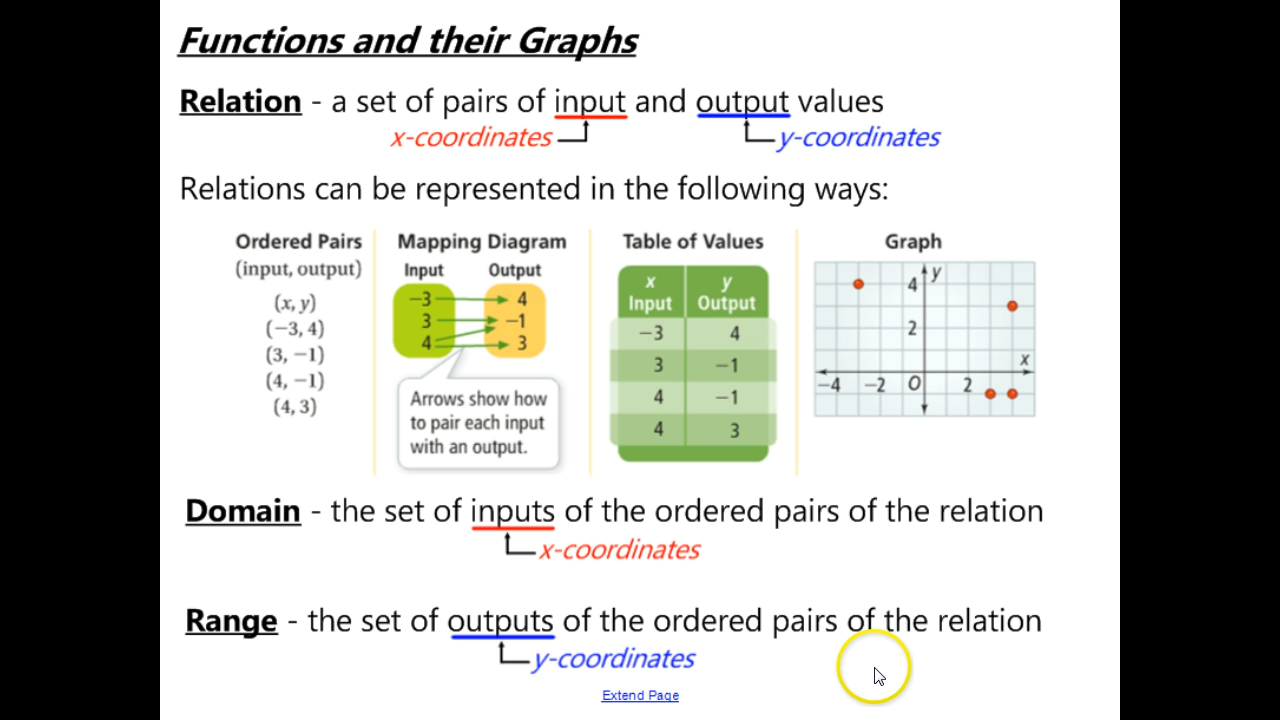 Functions and their Graphs
Relation - a set of pairs of input and output values
x-coordinates y-coordinates
Relations can be represented in the following ways:
Ordered Pairs
(input, output)
(x, y)
(−3, 4)
(3, −1)
(4, −1)
(4, 3)
Mapping Diagram
Input Output
−3 4
3 −1
4 3
Arrows show how
to pair each input
with an output.
Table of Values
x y
Input Output
−3 4
3 −1
4 −1
4 3
Graph
4 y
2
x
−4 −2 O 2
Domain - the set of inputs of the ordered pairs of the relation
x-coordinates
Range - the set of outputs of the ordered pairs of the relation
y-coordinates
Extend Page